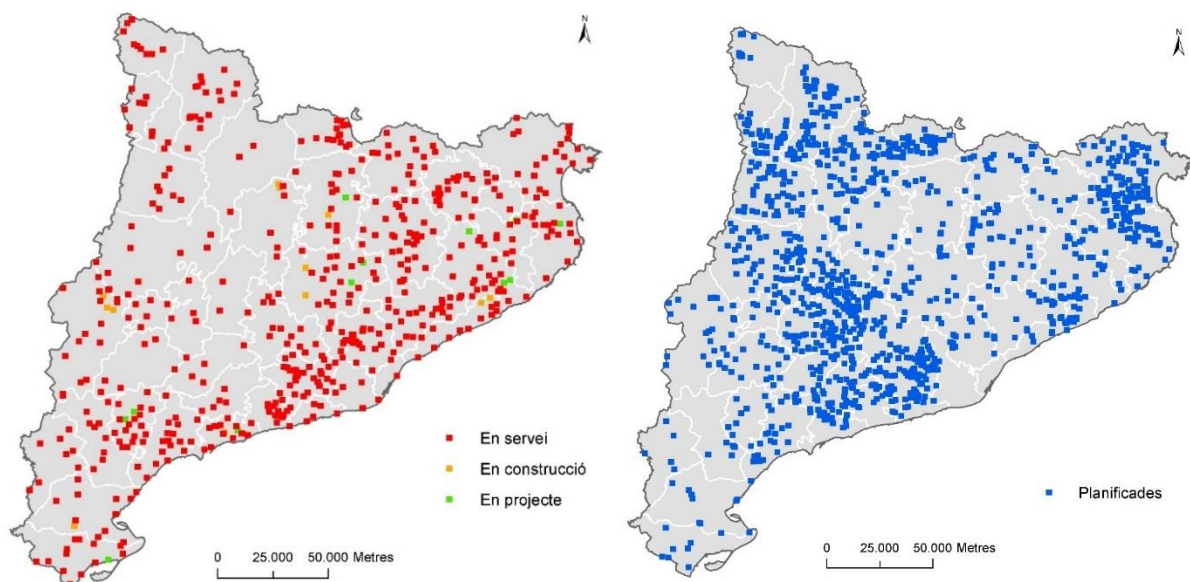 N
N
En servei
En construcció
En projecte
Planificades
0 25.000 50.000 Metres
0 25.000 50.000 Metres